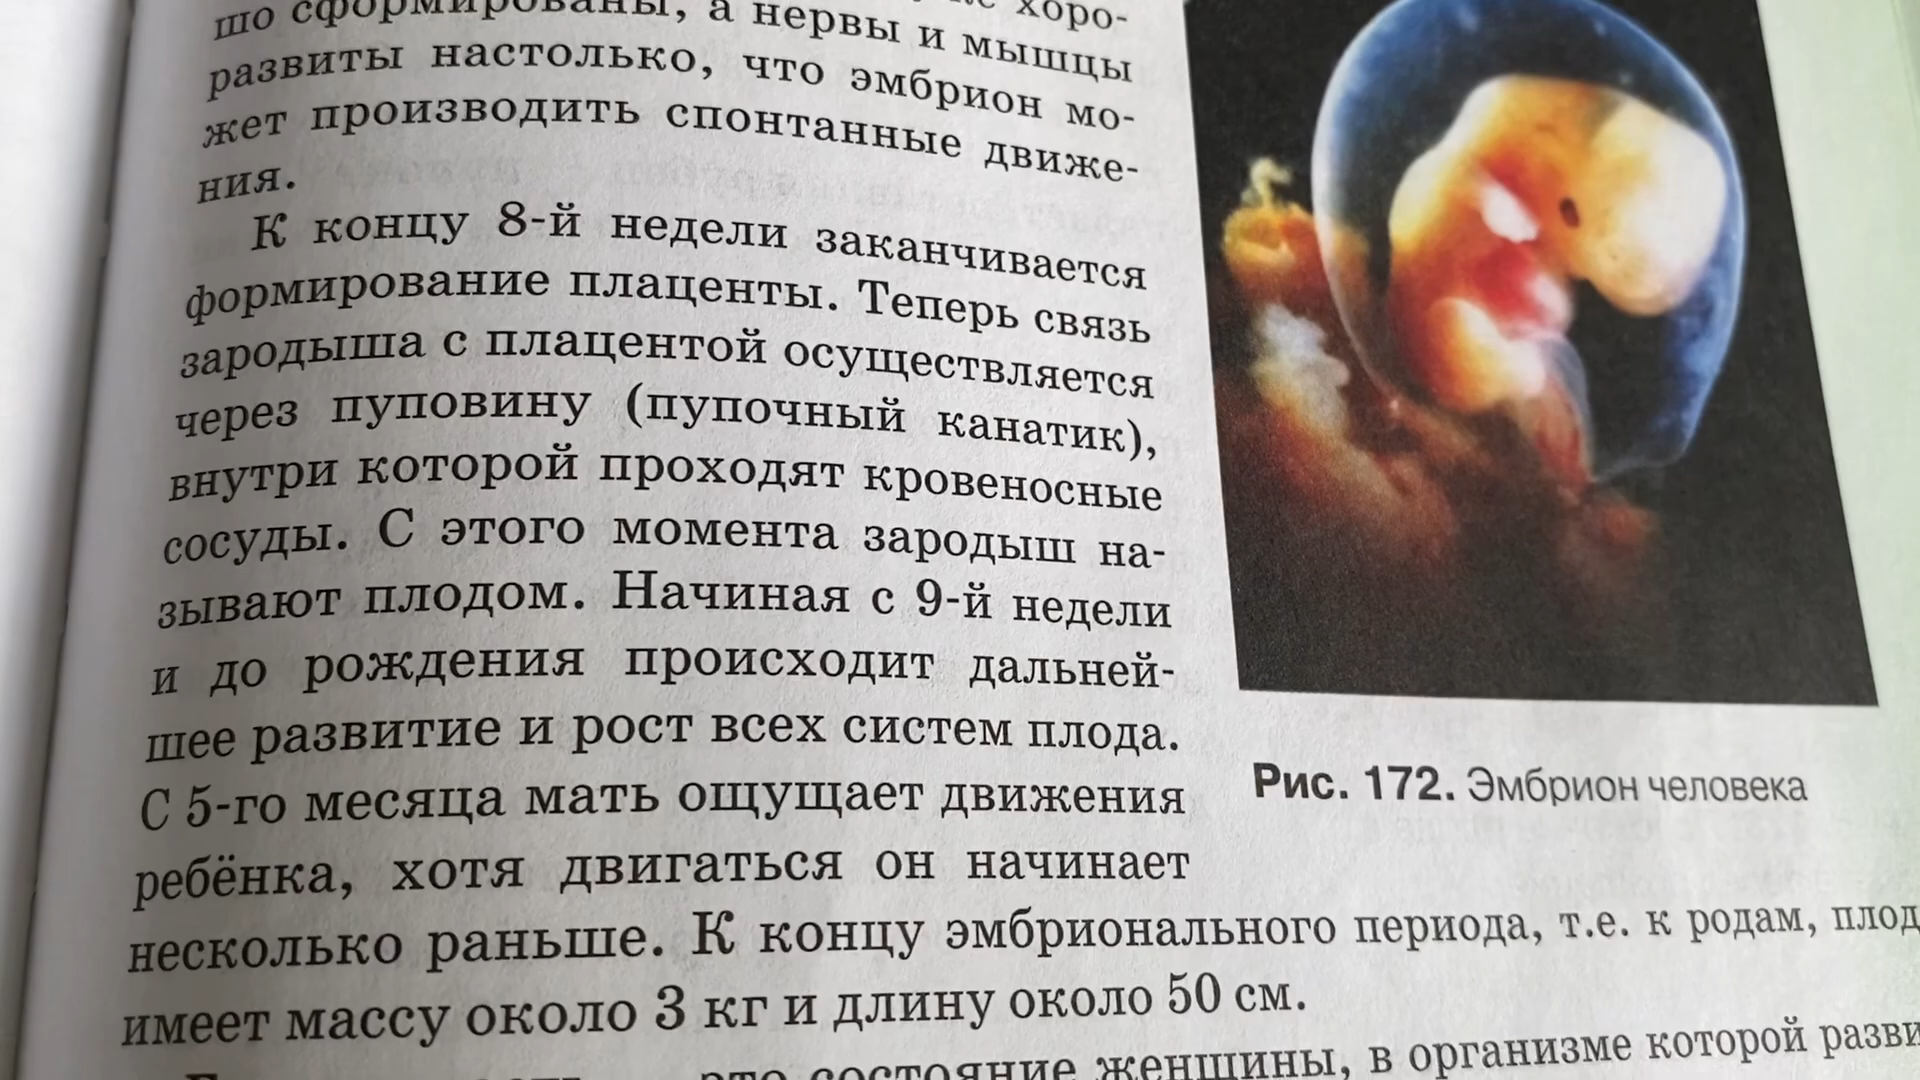 шо сформированы, а нервы и мышцы хоро-
развиты настолько, что эмбрион мо-
жет производить спонтанные движе-
ния.
К концу 8-й недели заканчивается
формирование плаценты. Теперь связь
зародыша с плацентой осуществляется
через пуповину (пупочный канатик),
внутри которой проходят кровеносные
сосуды. С этого момента зародыш на-
зывают плодом. Начиная с 9-й недели
и до рождения происходит дальней-
шее развитие и рост всех систем плода.
С 5-го месяца мать ощущает движения
ребёнка, хотя двигаться он начинает
несколько раньше. К концу эмбрионального периода, т.е. к родам, плод
имеет массу около 3 кг и длину около 50 см.
это состояние женщины, в организме которой разви
Рис. 172. Эмбрион человека